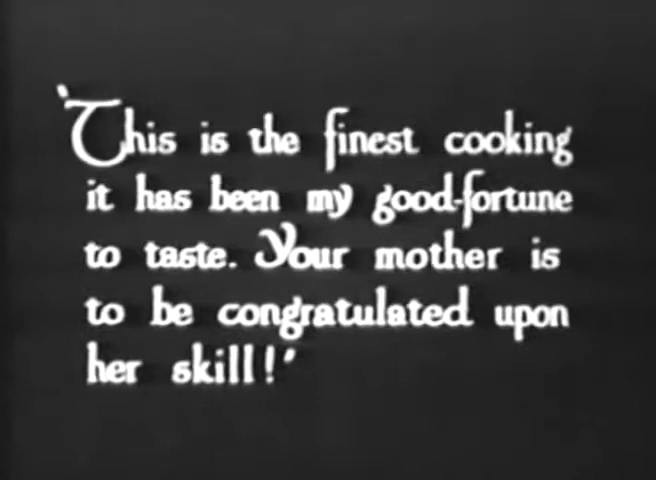 'This is the finest cooking
it has been my good-fortune
to taste. Your mother is
to be congratulated upon
her skill!'